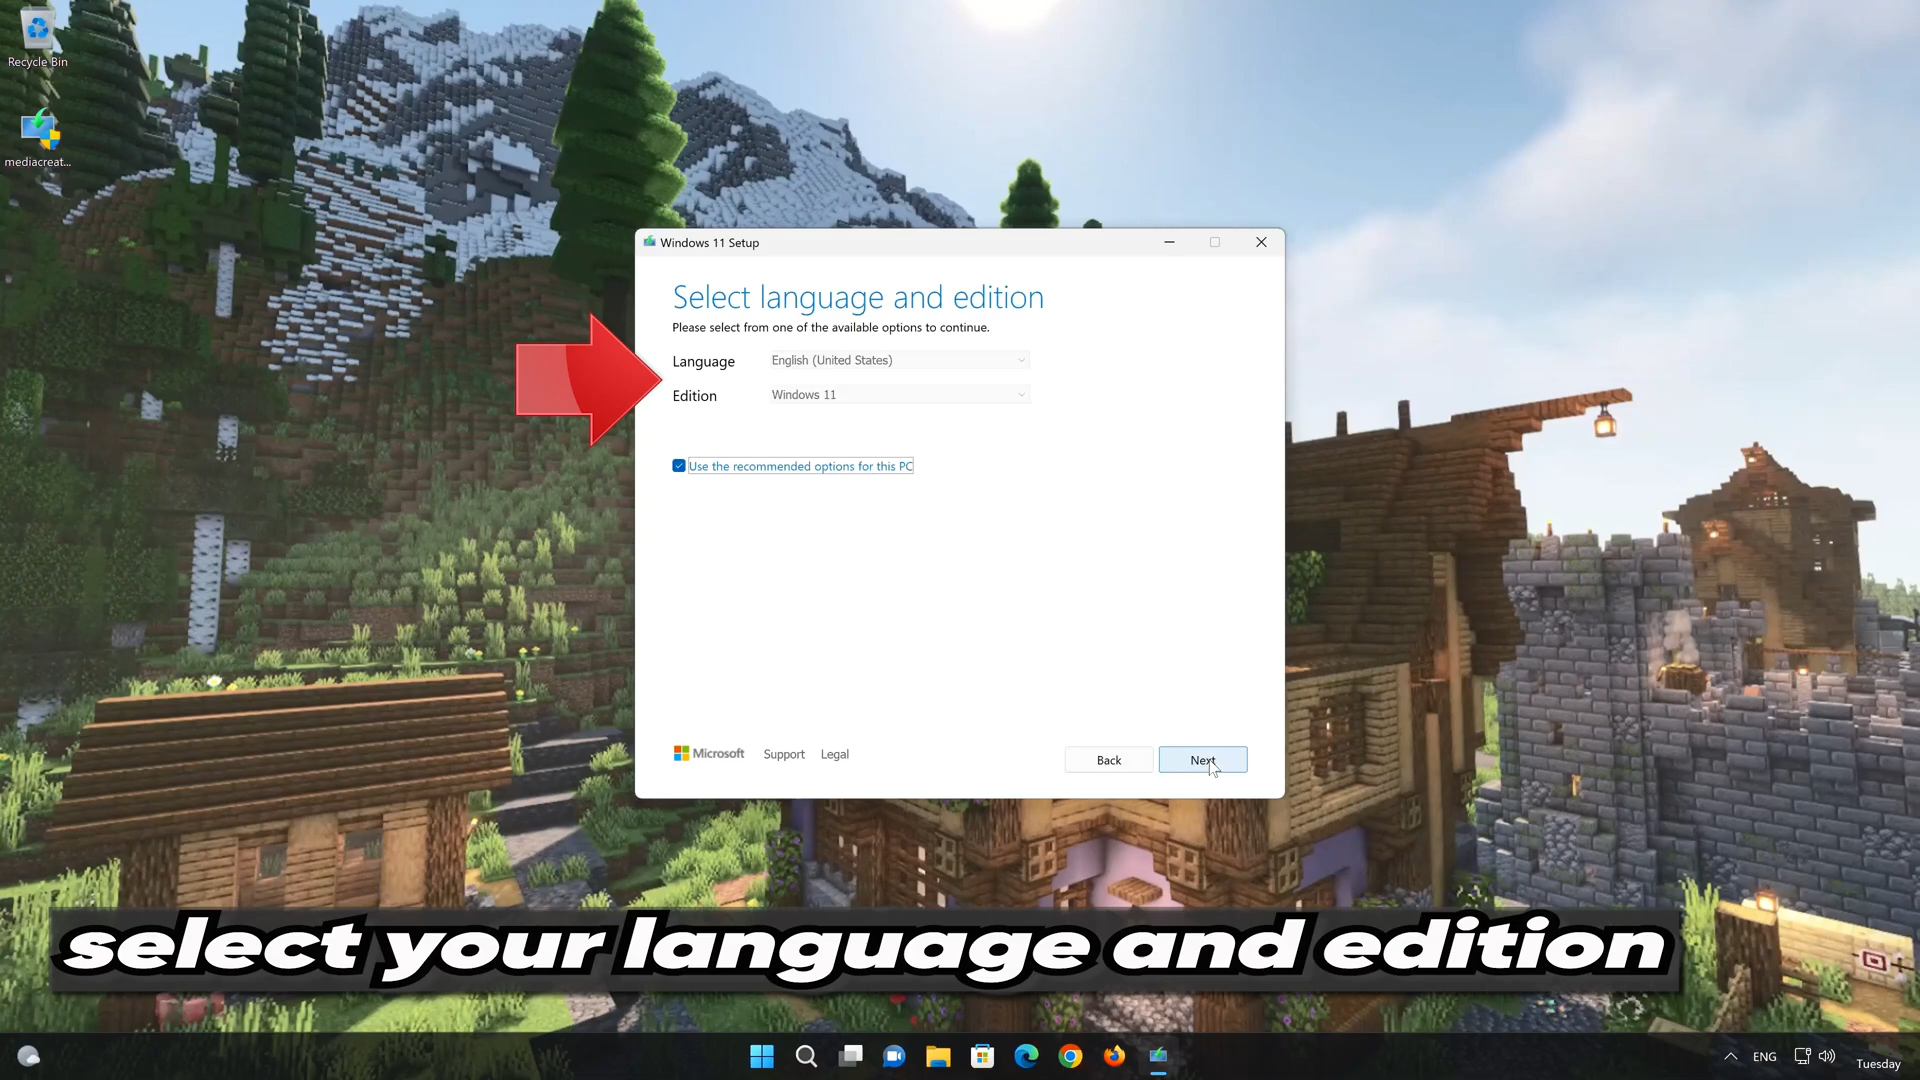 Recycle Bin
mediacreat...
Windows 11 Setup
Select language and edition
Please select from one of the available options to continue.
Language
English (United States)
Edition
Windows 11
Use the recommended options for this PC
Microsoft
Support
Legal
Back
Next
select your language and edition
ENG
Tuesday